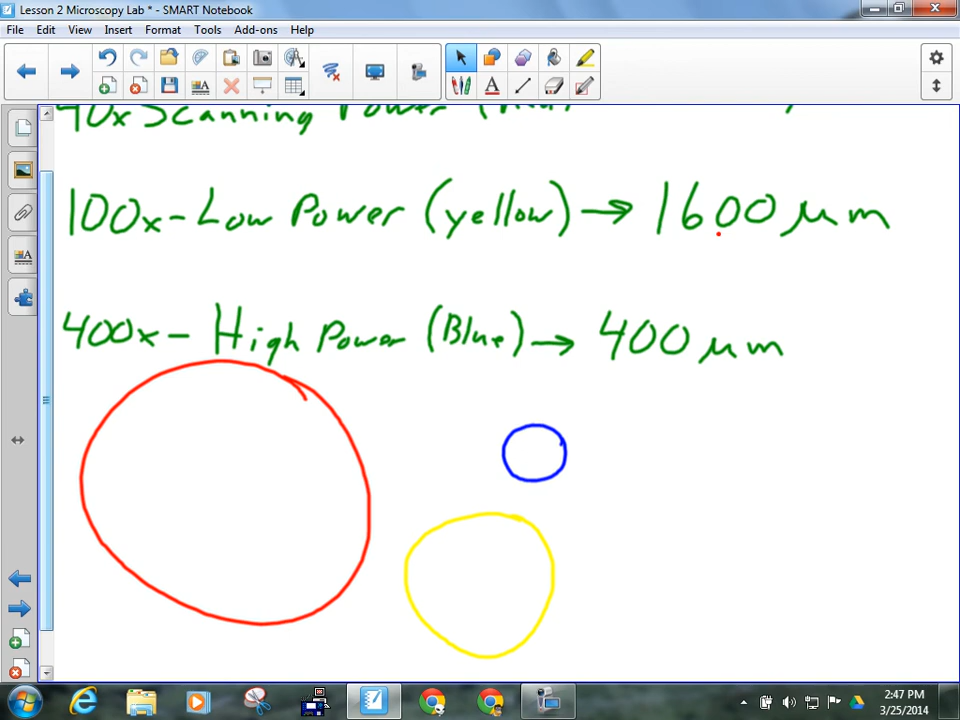 Lesson 2 Microscopy Lab * - SMART Notebook
File Edit View Insert Format Tools Add-ons Help
40x Scanning Power
100x - Low Power (yellow) → 1600 μm
400x - High Power (Blue) → 400 μm
2:47 PM
3/25/2014